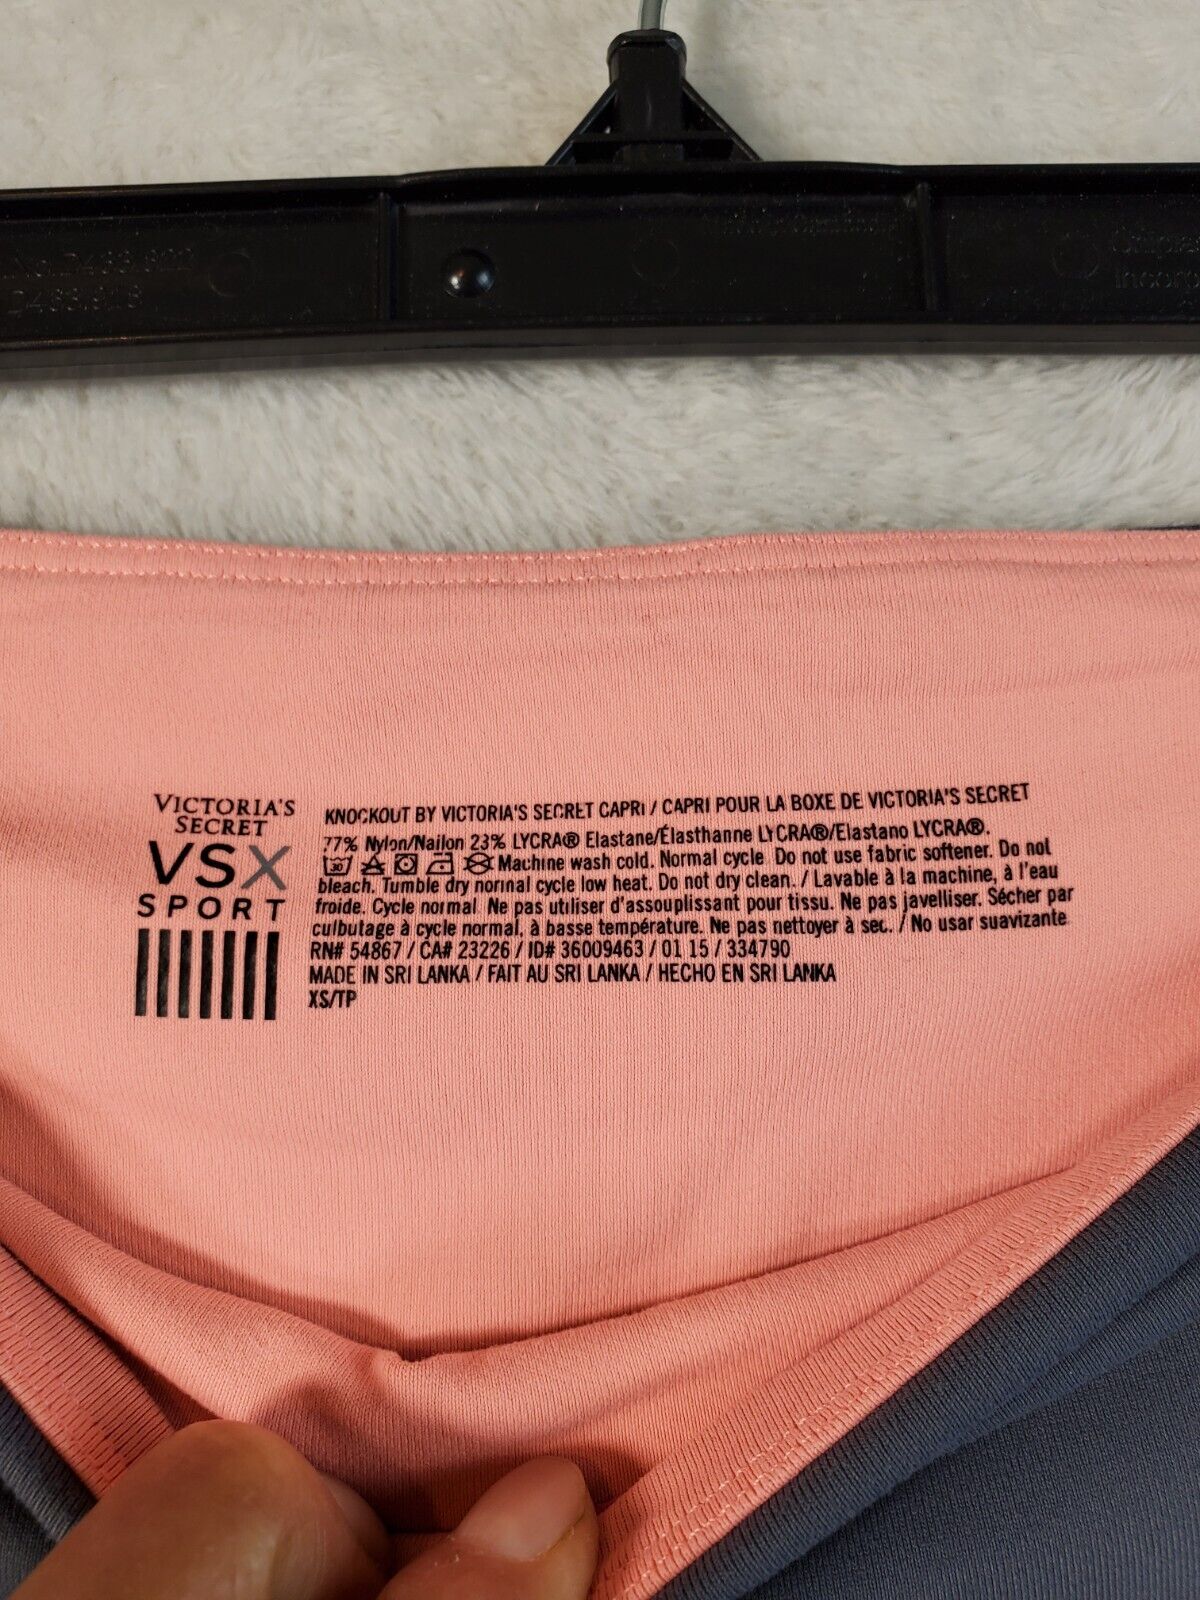 VICTORIA'S
SECRET
VSX
SPORT
KNOCKOUT BY VICTORIA'S SECRET CAPRI / CAPRI POUR LA BOXE DE VICTORIA'S SECRET
77% Nylon/Nailon 23% LYCRA® Elastane/Élasthanne LYCRA®/Elastano LYCRA®.
Machine wash cold. Normal cycle. Do not use fabric softener. Do not
bleach. Tumble dry normal cycle low heat. Do not dry clean. / Lavable à la machine, à l'eau
froide. Cycle normal. Ne pas utiliser d'assouplissant pour tissu. Ne pas javelliser. Sécher par
culbutage à cycle normal, à basse température. Ne pas nettoyer à sec. / No usar suavizante
RN# 54867 / CA# 23226 / ID# 36009463 / 01 15 / 334790
MADE IN SRI LANKA / FAIT AU SRI LANKA / HECHO EN SRI LANKA
XS/TP